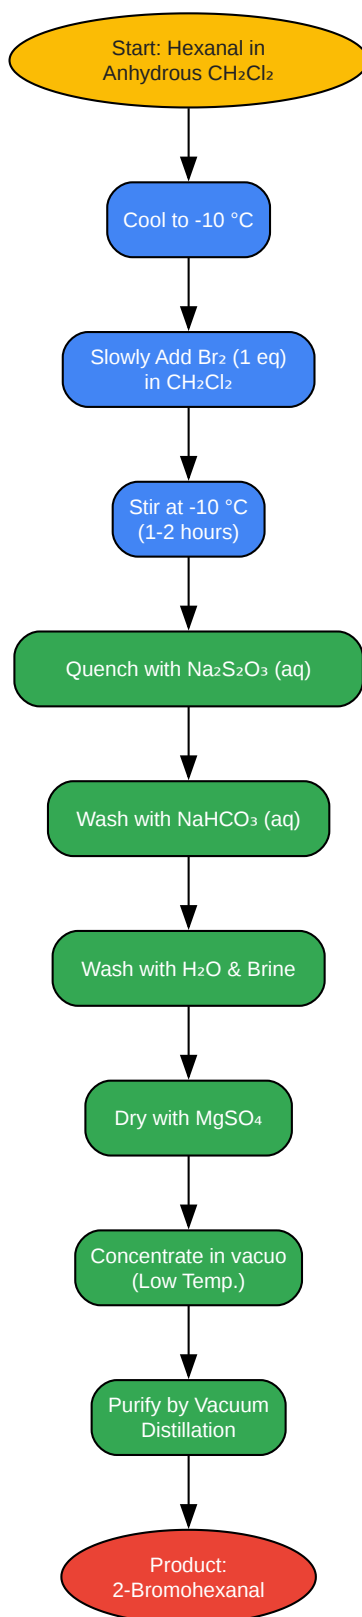 Start: Hexanal in
Anhydrous CH₂Cl₂
Cool to -10 °C
Slowly Add Br₂ (1 eq)
in CH₂Cl₂
Stir at -10 °C
(1-2 hours)
Quench with Na₂S₂O₃ (aq)
Wash with NaHCO₃ (aq)
Wash with H₂O & Brine
Dry with MgSO₄
Concentrate in vacuo
(Low Temp.)
Purify by Vacuum
Distillation
Product:
2-Bromohexanal